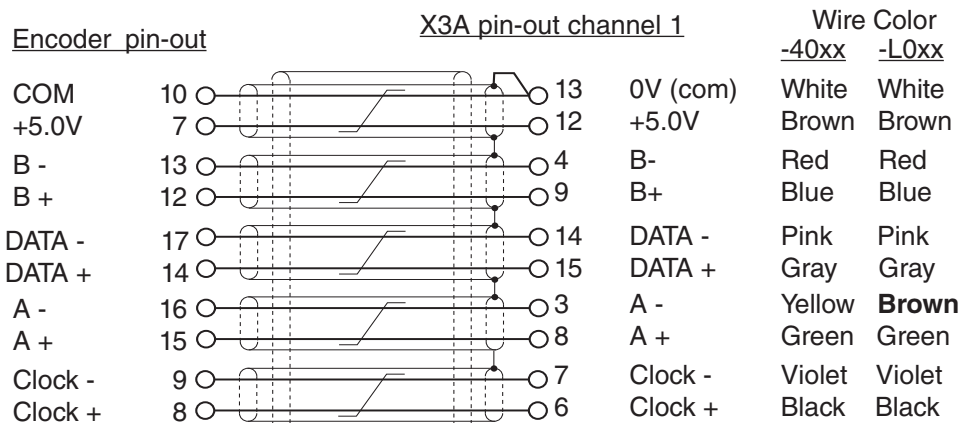 Encoder pin-out X3A pin-out channel 1 Wire Color
-40xx -L0xx
COM 10 13 0V (com) White White
+5.0V 7 12 +5.0V Brown Brown
B - 13 4 B- Red Red
B + 12 9 B+ Blue Blue
DATA - 17 14 DATA - Pink Pink
DATA + 14 15 DATA + Gray Gray
A - 16 3 A - Yellow Brown
A + 15 8 A + Green Green
Clock - 9 7 Clock - Violet Violet
Clock + 8 6 Clock + Black Black